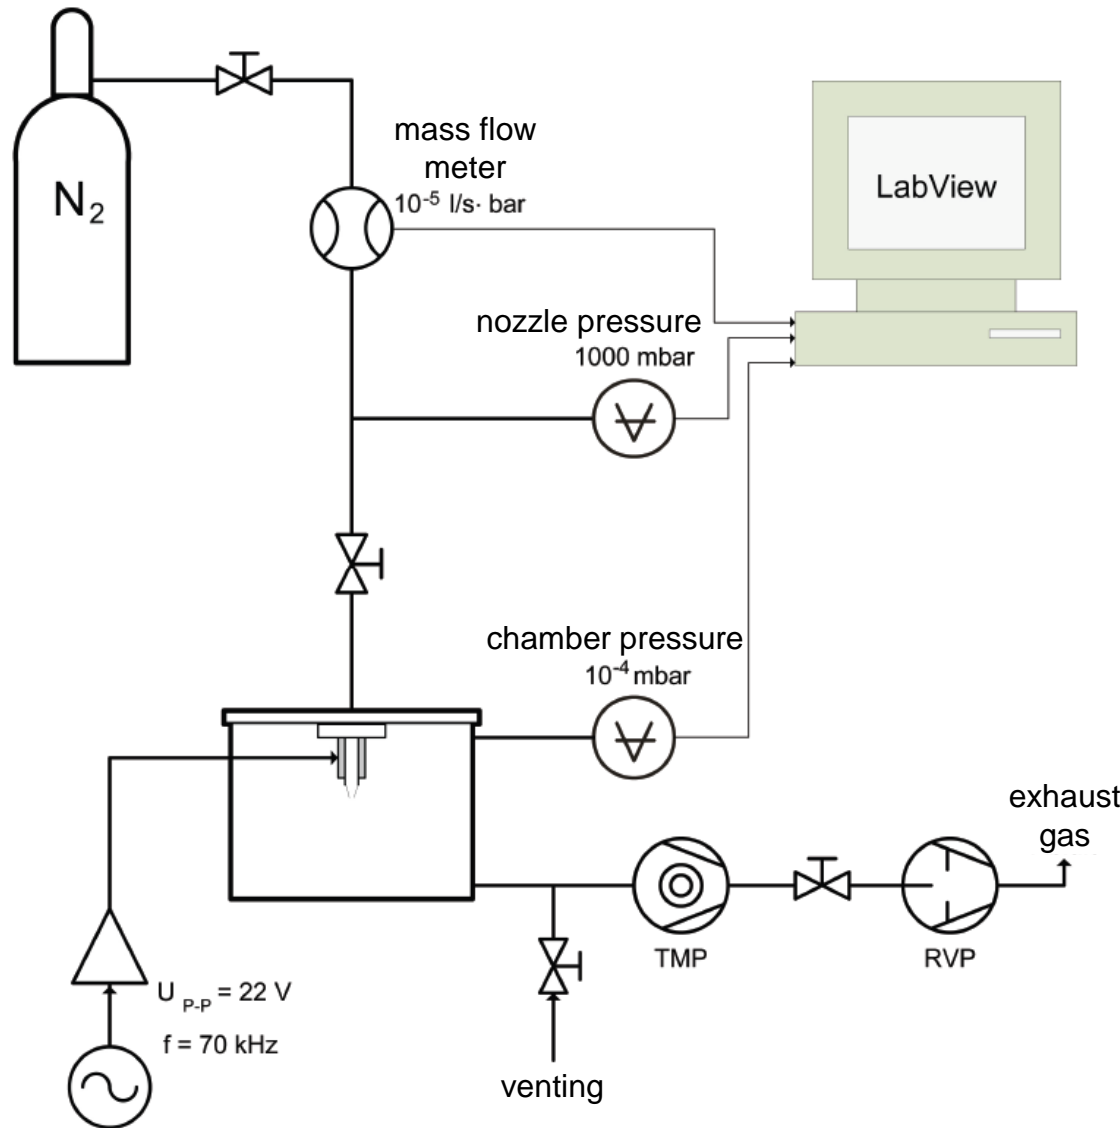 N₂
mass flow
meter
10⁻⁵ l/s· bar
LabView
nozzle pressure
1000 mbar
chamber pressure
10⁻⁴ mbar
exhaust
gas
TMP
RVP
U P-P = 22 V
f = 70 kHz
venting